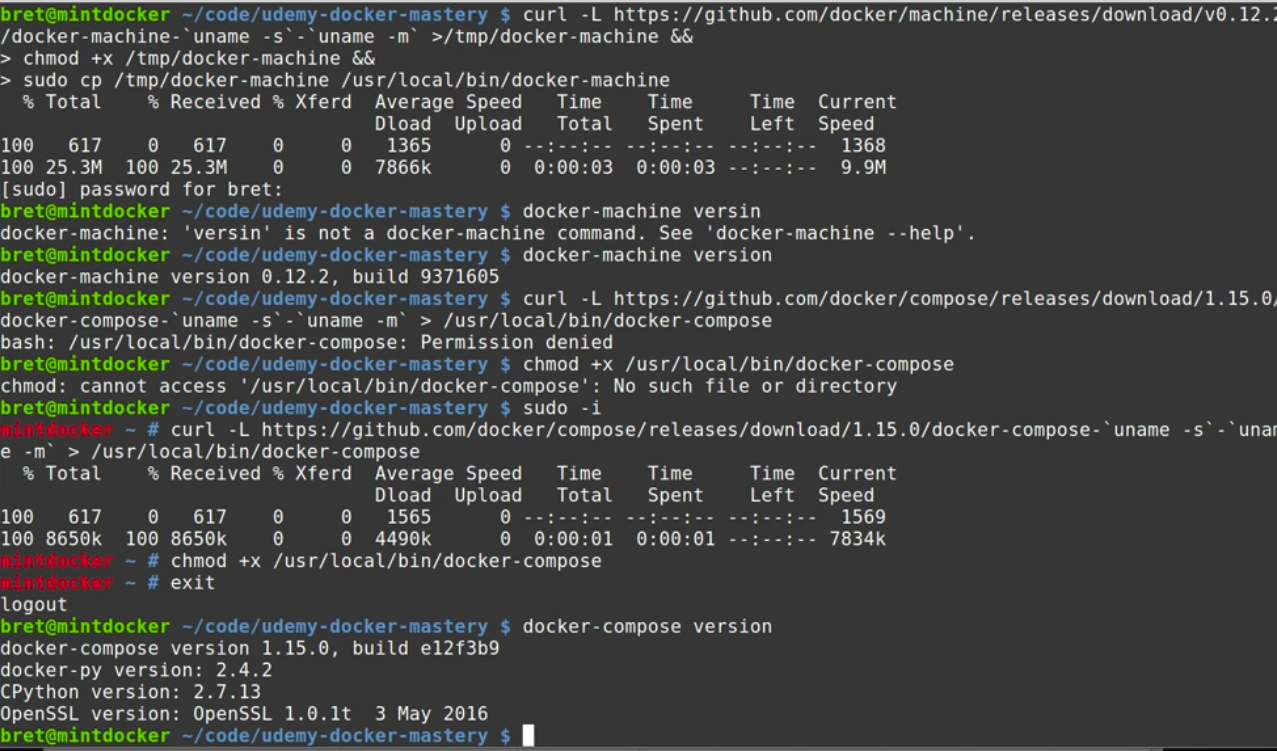 bret@mintdocker ~/code/udemy-docker-mastery $ curl -L https://github.com/docker/machine/releases/download/v0.12.2
/docker-machine-`uname -s`-`uname -m` >/tmp/docker-machine &&
> chmod +x /tmp/docker-machine &&
> sudo cp /tmp/docker-machine /usr/local/bin/docker-machine
  % Total    % Received % Xferd  Average Speed   Time    Time     Time  Current
                                 Dload  Upload   Total   Spent    Left  Speed
100   617    0   617    0     0   1365      0 --:--:-- --:--:-- --:--:--  1368
100 25.3M  100 25.3M    0     0  7866k      0  0:00:03  0:00:03 --:--:--  9.9M
[sudo] password for bret:
bret@mintdocker ~/code/udemy-docker-mastery $ docker-machine versin
docker-machine: 'versin' is not a docker-machine command. See 'docker-machine --help'.
bret@mintdocker ~/code/udemy-docker-mastery $ docker-machine version
docker-machine version 0.12.2, build 9371605
bret@mintdocker ~/code/udemy-docker-mastery $ curl -L https://github.com/docker/compose/releases/download/1.15.0/
docker-compose-`uname -s`-`uname -m` > /usr/local/bin/docker-compose
bash: /usr/local/bin/docker-compose: Permission denied
bret@mintdocker ~/code/udemy-docker-mastery $ chmod +x /usr/local/bin/docker-compose
chmod: cannot access '/usr/local/bin/docker-compose': No such file or directory
bret@mintdocker ~/code/udemy-docker-mastery $ sudo -i
mintdocker ~ # curl -L https://github.com/docker/compose/releases/download/1.15.0/docker-compose-`uname -s`-`unam
e -m` > /usr/local/bin/docker-compose
  % Total    % Received % Xferd  Average Speed   Time    Time     Time  Current
                                 Dload  Upload   Total   Spent    Left  Speed
100   617    0   617    0     0   1565      0 --:--:-- --:--:-- --:--:--  1569
100 8650k  100 8650k    0     0  4490k      0  0:00:01  0:00:01 --:--:-- 7834k
mintdocker ~ # chmod +x /usr/local/bin/docker-compose
mintdocker ~ # exit
logout
bret@mintdocker ~/code/udemy-docker-mastery $ docker-compose version
docker-compose version 1.15.0, build e12f3b9
docker-py version: 2.4.2
CPython version: 2.7.13
OpenSSL version: OpenSSL 1.0.1t  3 May 2016
bret@mintdocker ~/code/udemy-docker-mastery $